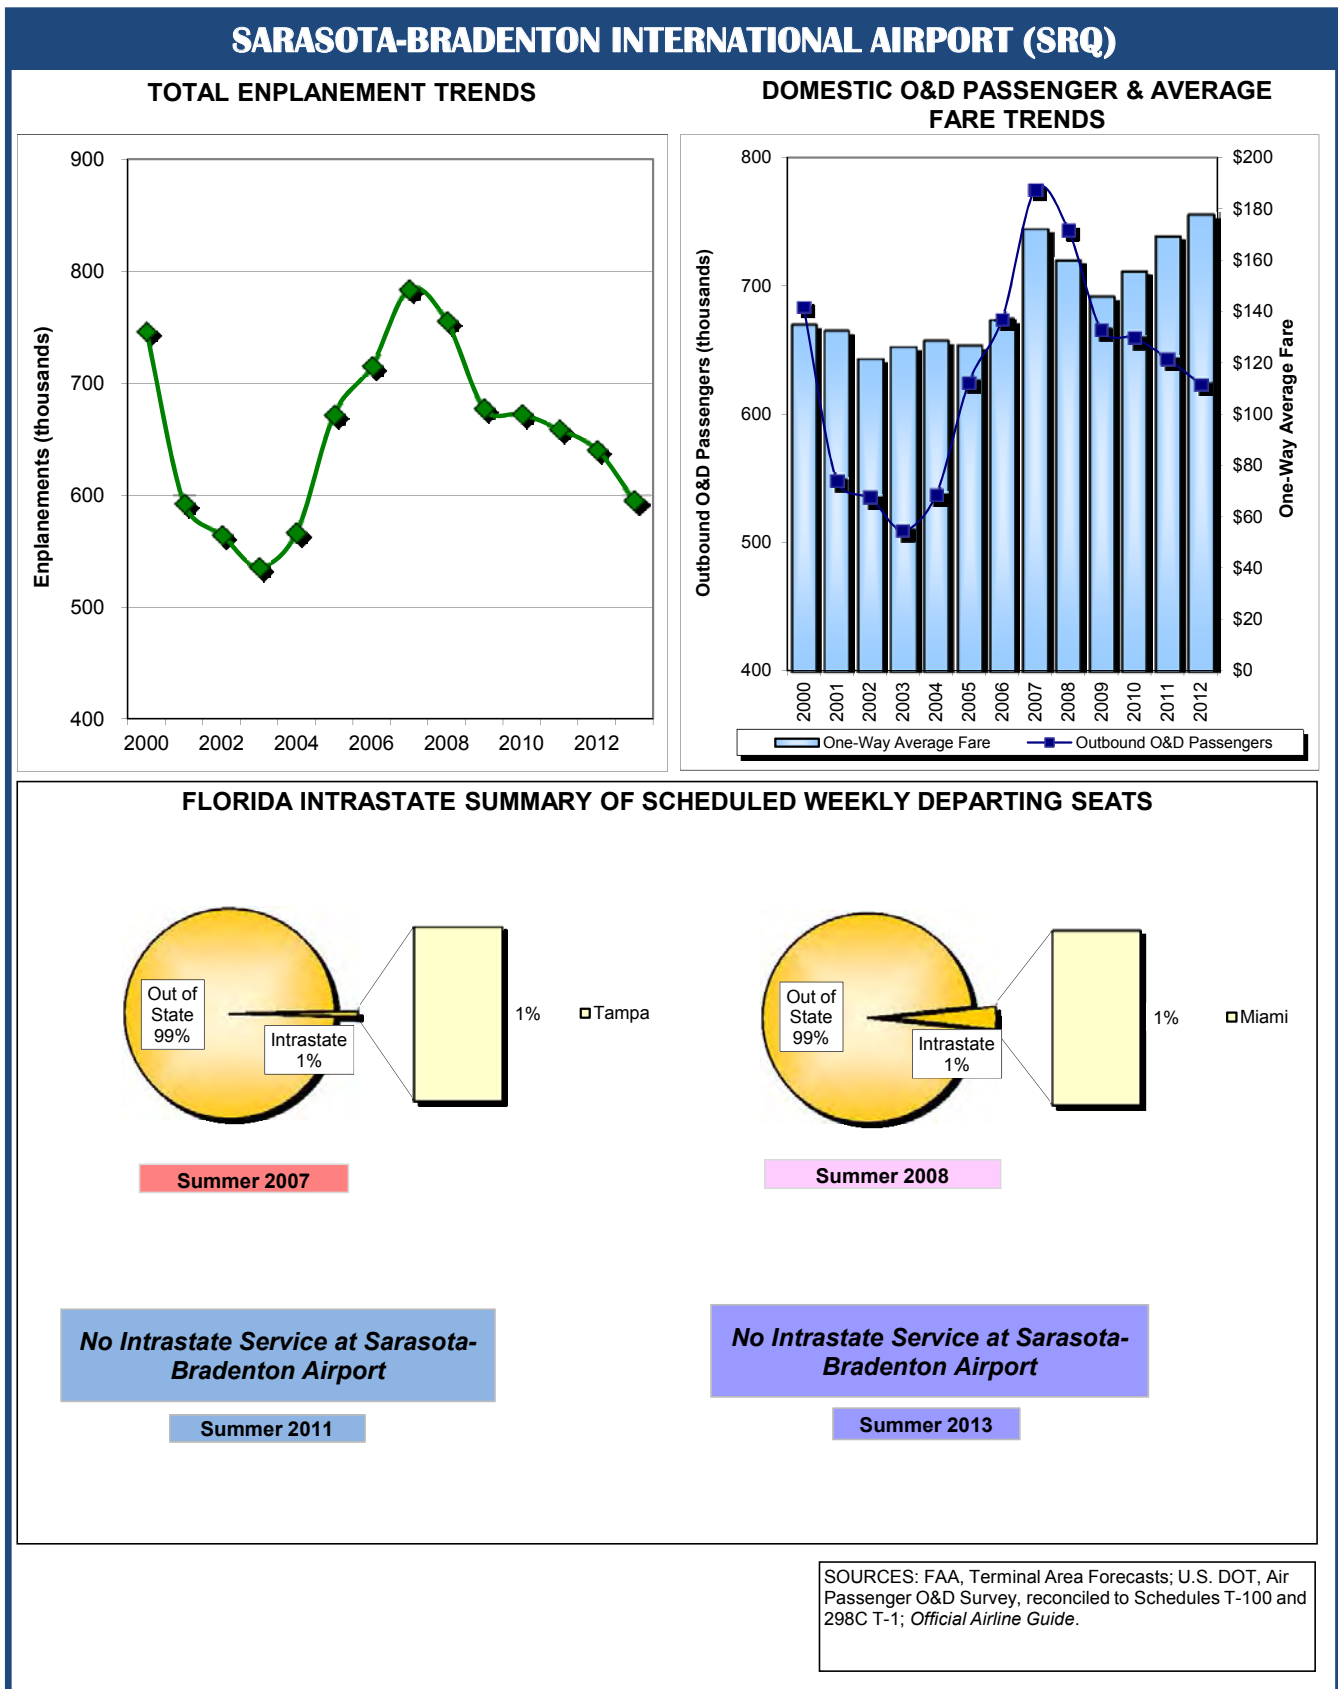 SARASOTA-BRADENTON INTERNATIONAL AIRPORT (SRQ)
TOTAL ENPLANEMENT TRENDS
Enplanements (thousands)
900
800
700
600
500
400
2000 2002 2004 2006 2008 2010 2012
DOMESTIC O&D PASSENGER & AVERAGE
FARE TRENDS
Outbound O&D Passengers (thousands)
800
700
600
500
400
$200
$180
$160
$140
$120
$100
$80
$60
$40
$20
$0
One-Way Average Fare
2000 2001 2002 2003 2004 2005 2006 2007 2008 2009 2010 2011 2012
One-Way Average Fare Outbound O&D Passengers
FLORIDA INTRASTATE SUMMARY OF SCHEDULED WEEKLY DEPARTING SEATS
Out of
State
99%
Intrastate
1%
1%
Tampa
Summer 2007
Out of
State
99%
Intrastate
1%
1%
Miami
Summer 2008
No Intrastate Service at Sarasota-
Bradenton Airport
Summer 2011
No Intrastate Service at Sarasota-
Bradenton Airport
Summer 2013
SOURCES: FAA, Terminal Area Forecasts; U.S. DOT, Air
Passenger O&D Survey, reconciled to Schedules T-100 and
298C T-1; Official Airline Guide.